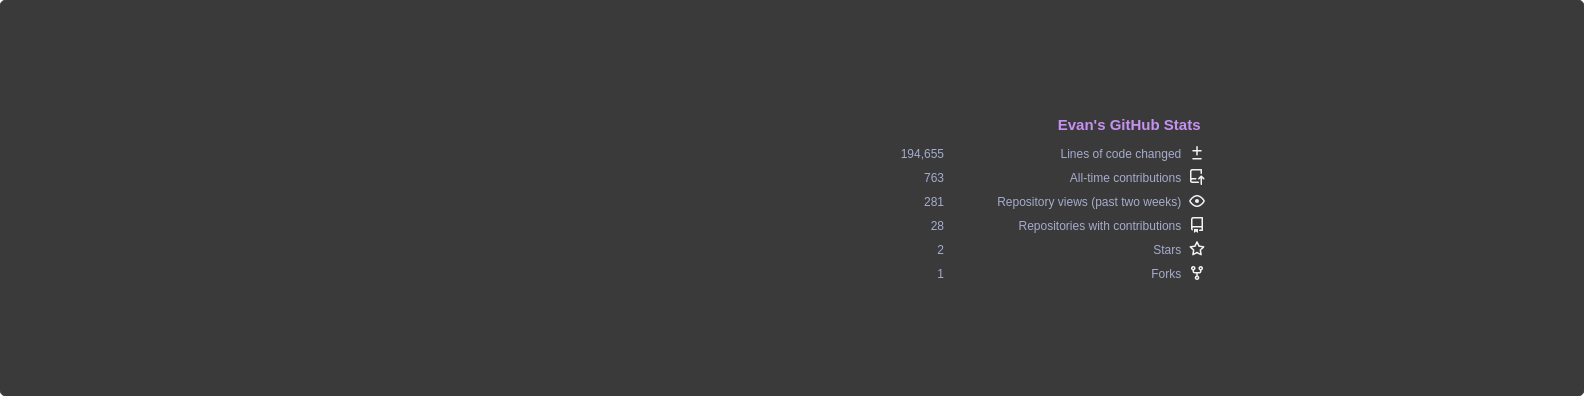 Evan's GitHub Stats
Lines of code changed 194,655
All-time contributions 763
Repository views (past two weeks) 281
Repositories with contributions 28
Stars 2
Forks 1